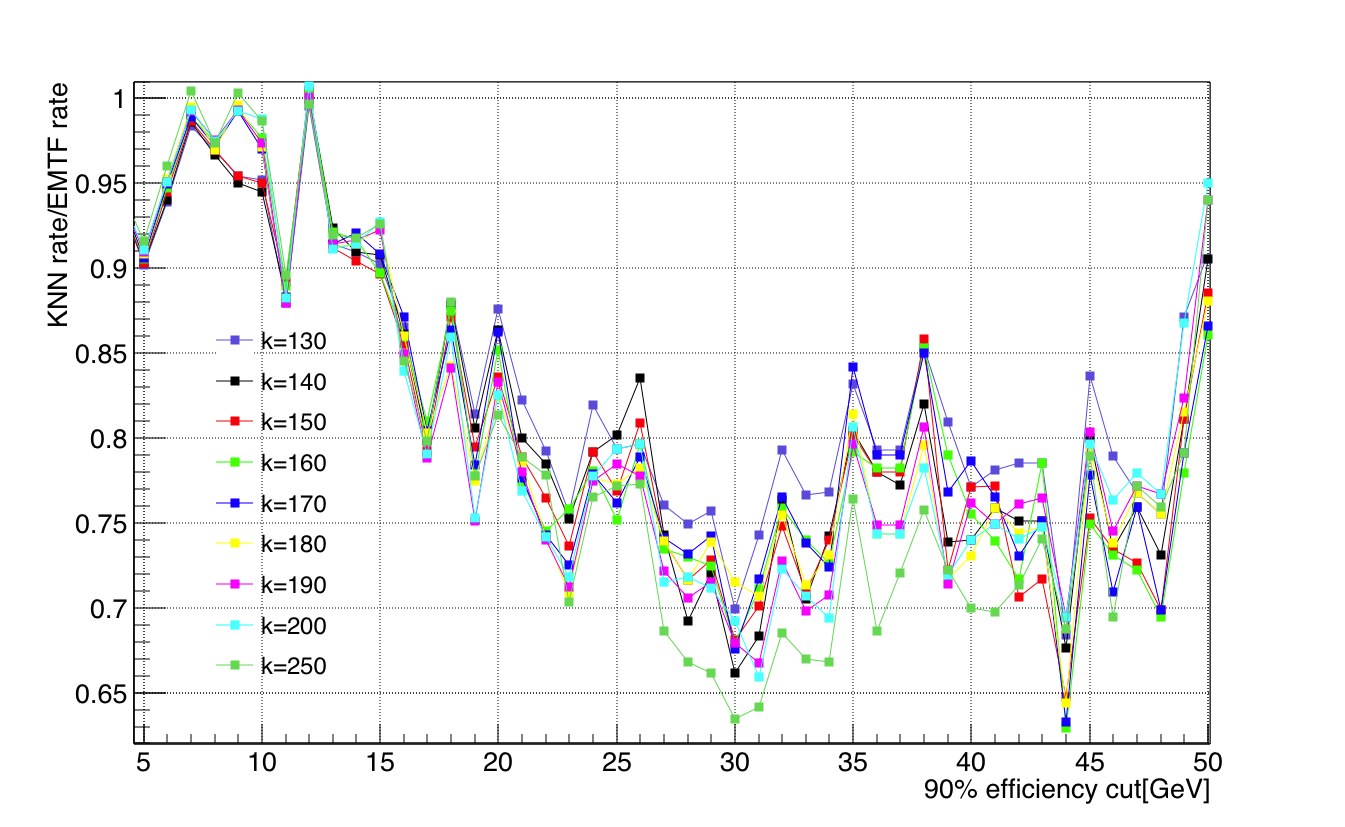 KNN rate/EMTF rate
1
0.95
0.9
0.85
0.8
0.75
0.7
0.65
k=130
k=140
k=150
k=160
k=170
k=180
k=190
k=200
k=250
5 10 15 20 25 30 35 40 45 50
90% efficiency cut[GeV]